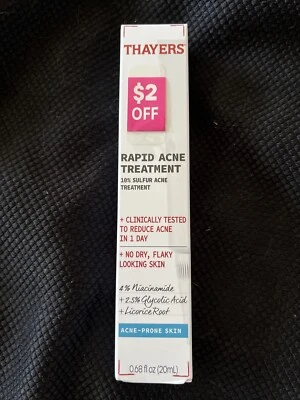 THAYERS
$2
OFF
RAPID ACNE
TREATMENT
10% SULFUR ACNE
TREATMENT
+ CLINICALLY TESTED
TO REDUCE ACNE
IN 1 DAY
+ NO DRY, FLAKY
LOOKING SKIN
4% Niacinamide
+ 2.5% Glycolic Acid
+ Licorice Root
ACNE-PRONE SKIN
0.68 fl oz (20mL)